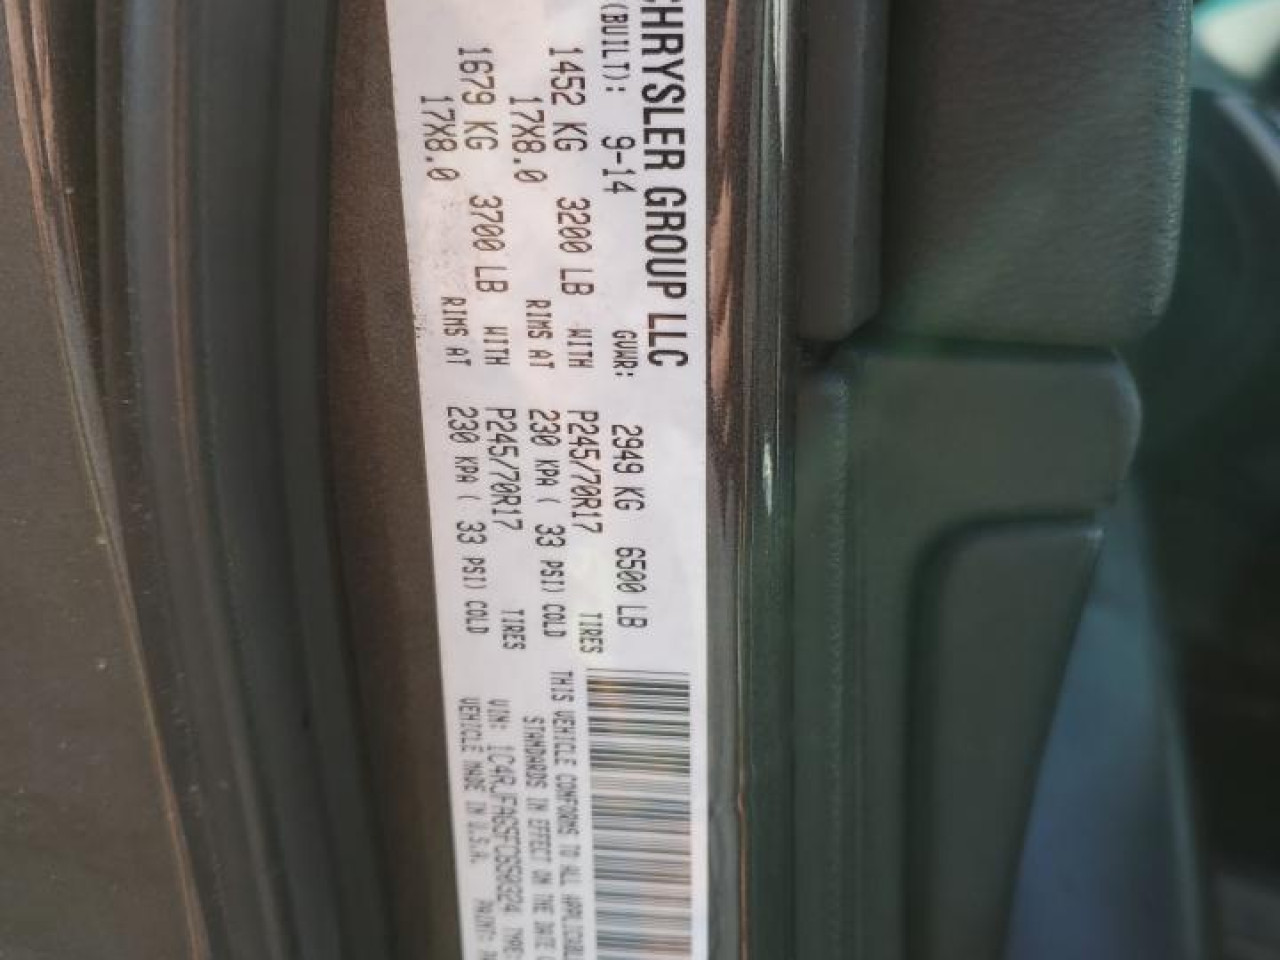 CHRYSLER GROUP LLC
(BUILT): 9-14 GVWR: 2949 KG 6500 LB
1452 KG 3200 LB WITH P245/70R17 TIRES
17X8.0 RIMS AT 230 KPA ( 33 PSI) COLD
1679 KG 3700 LB WITH P245/70R17 TIRES
17X8.0 RIMS AT 230 KPA ( 33 PSI) COLD
THIS VEHICLE CONFORMS TO ALL
STANDARDS IN EFFECT ON THE DATE
VIN: TYPE:
VEHICLE MADE IN U.S.A. PAINT: